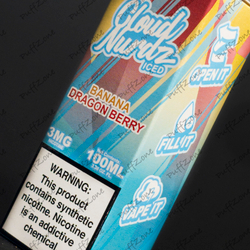 Cloud
Nurdz
ICED
BANANA
DRAGON BERRY
3MG
100ML
OPEN IT
FILL IT
VAPE IT
WARNING:
This product
contains synthetic
nicotine. Nicotine
is an addictive
chemical.